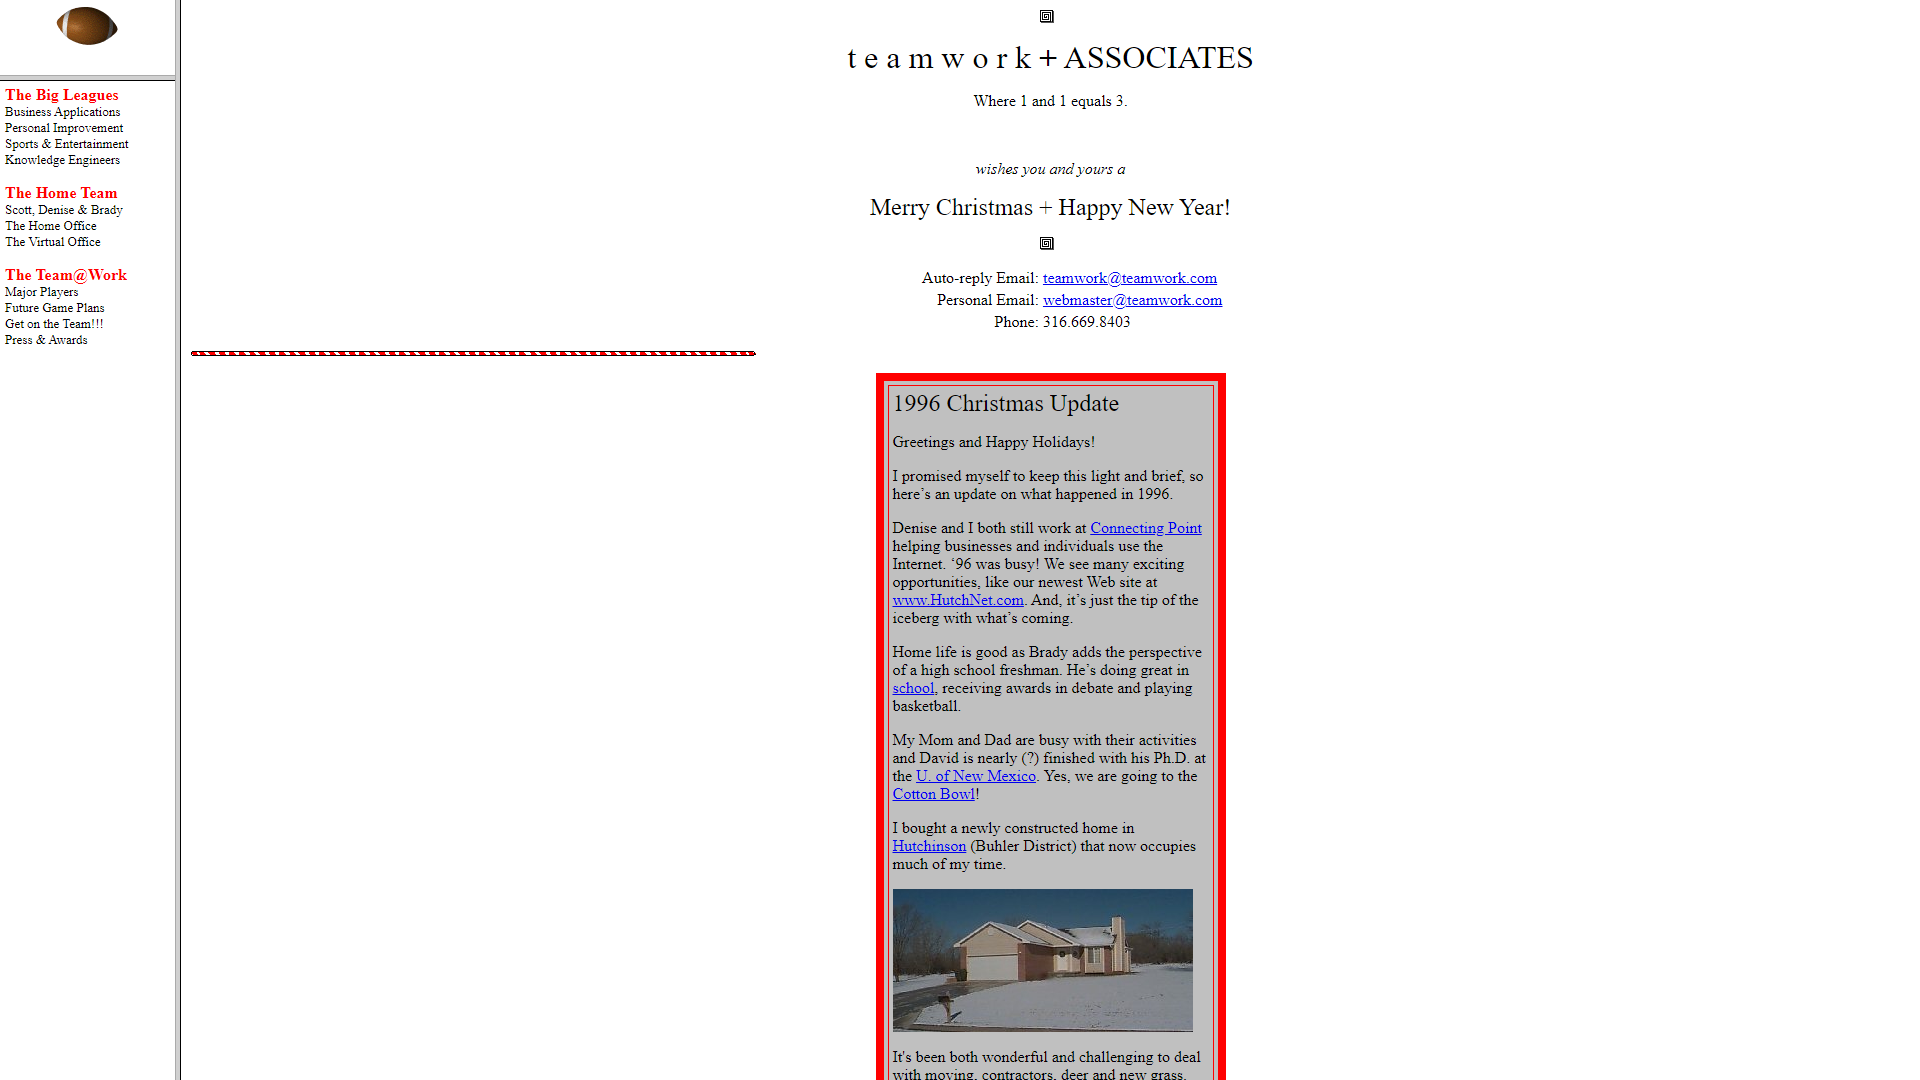 The Big Leagues
Business Applications
Personal Improvement
Sports & Entertainment
Knowledge Engineers
The Home Team
Scott, Denise & Brady
The Home Office
The Virtual Office
The Team@Work
Major Players
Future Game Plans
Get on the Team!!!
Press & Awards
t e a m w o r k + ASSOCIATES
Where 1 and 1 equals 3.
wishes you and yours a
Merry Christmas + Happy New Year!
Auto-reply Email: teamwork@teamwork.com
Personal Email: webmaster@teamwork.com
Phone: 316.669.8403
1996 Christmas Update
Greetings and Happy Holidays!
I promised myself to keep this light and brief, so
here’s an update on what happened in 1996.
Denise and I both still work at Connecting Point
helping businesses and individuals use the
Internet. ‘96 was busy! We see many exciting
opportunities, like our newest Web site at
www.HutchNet.com. And, it’s just the tip of the
iceberg with what’s coming.
Home life is good as Brady adds the perspective
of a high school freshman. He’s doing great in
school, receiving awards in debate and playing
basketball.
My Mom and Dad are busy with their activities
and David is nearly (?) finished with his Ph.D. at
the U. of New Mexico. Yes, we are going to the
Cotton Bowl!
I bought a newly constructed home in
Hutchinson (Buhler District) that now occupies
much of my time.
It's been both wonderful and challenging to deal
with moving, contractors, deer and new grass.